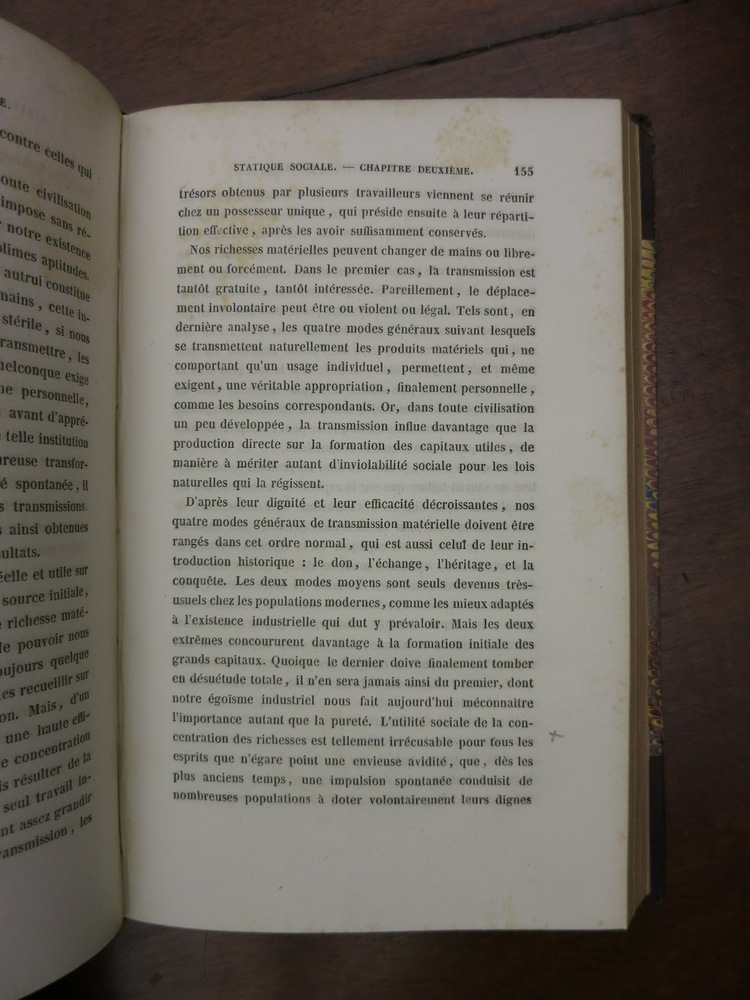 E.
contre celles qui
oute civilisation
impose sans ré-
notre existence
blimes aptitudes.
autrui constitue
mains, cette in-
stérile, si nous
ransmettre, les
uelconque exige
ne personnelle,
avant d'appré-
telle institution
ureuse transfor-
é spontanée, il
s transmissions.
s ainsi obtenues
ultats.
éelle et utile sur
source initiale,
e richesse maté-
le pouvoir nous
oujours quelque
les recueillir sur
on. Mais, d'un
une haute effi-
e concentration
is résulter de la
seul travail in-
nt assez grandir
ansmission, les
STATIQUE SOCIALE. — CHAPITRE DEUXIÈME. 155
trésors obtenus par plusieurs travailleurs viennent se réunir
chez un possesseur unique, qui préside ensuite à leur réparti-
tion effective, après les avoir suffisamment conservés.
Nos richesses matérielles peuvent changer de mains ou libre-
ment ou forcément. Dans le premier cas, la transmission est
tantôt gratuite, tantôt intéressée. Pareillement, le déplace-
ment involontaire peut être ou violent ou légal. Tels sont, en
dernière analyse, les quatre modes généraux suivant lesquels
se transmettent naturellement les produits matériels qui, ne
comportant qu'un usage individuel, permettent, et même
exigent, une véritable appropriation, finalement personnelle,
comme les besoins correspondants. Or, dans toute civilisation
un peu développée, la transmission influe davantage que la
production directe sur la formation des capitaux utiles, de
manière à mériter autant d'inviolabilité sociale pour les lois
naturelles qui la régissent.
D'après leur dignité et leur efficacité décroissantes, nos
quatre modes généraux de transmission matérielle doivent être
rangés dans cet ordre normal, qui est aussi celui de leur in-
troduction historique : le don, l'échange, l'héritage, et la
conquête. Les deux modes moyens sont seuls devenus très-
usuels chez les populations modernes, comme les mieux adaptés
à l'existence industrielle qui dut y prévaloir. Mais les deux
extrêmes concoururent davantage à la formation initiale des
grands capitaux. Quoique le dernier doive finalement tomber
en désuétude totale, il n'en sera jamais ainsi du premier, dont
notre égoïsme industriel nous fait aujourd'hui méconnaître
l'importance autant que la pureté. L'utilité sociale de la con-
centration des richesses est tellement irrécusable pour tous les
esprits que n'égare point une envieuse avidité, que, dès les
plus anciens temps, une impulsion spontanée conduisit de
nombreuses populations à doter volontairement leurs dignes